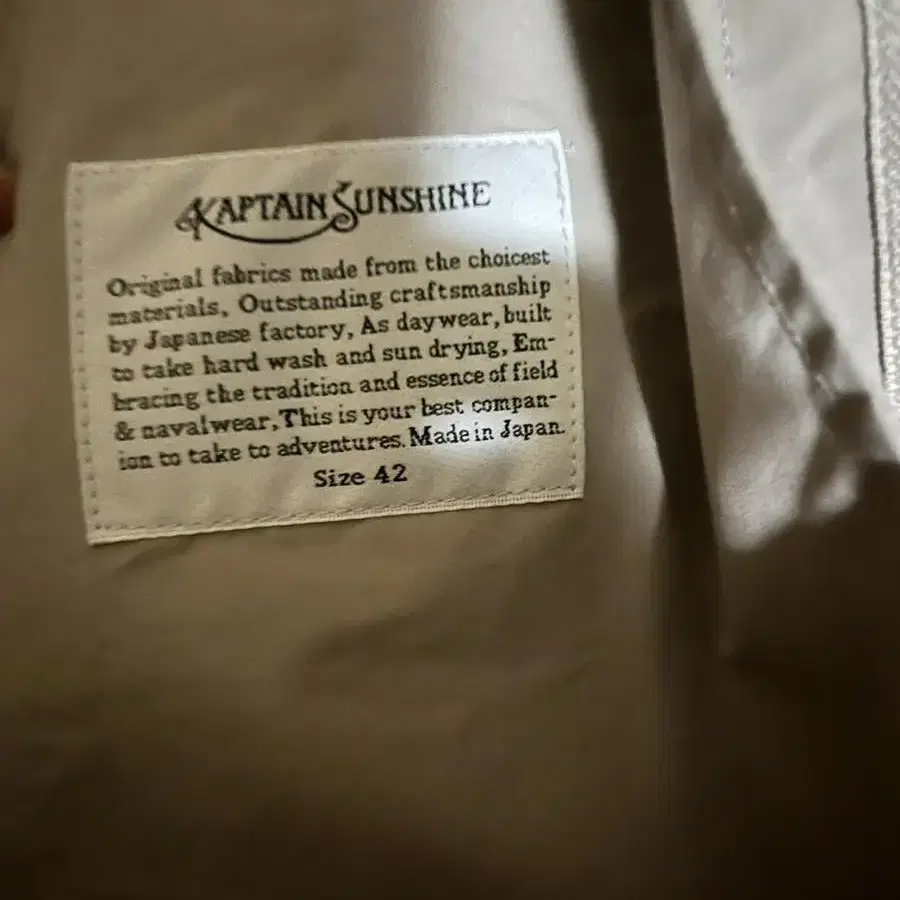 KAPTAIN SUNSHINE
Original fabrics made from the choicest
materials, Outstanding craftsmanship
by Japanese factory, As daywear, built
to take hard wash and sun drying, Em-
bracing the tradition and essence of field
& navalwear, This is your best compan-
ion to take to adventures. Made in Japan.
Size 42